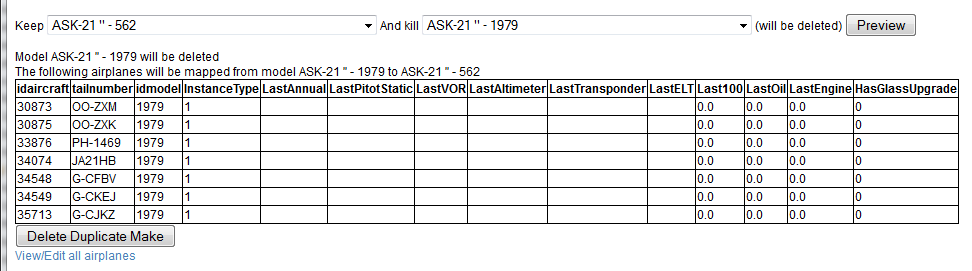 Keep ASK-21 '' - 562 And kill ASK-21 '' - 1979 (will be deleted) Preview
Model ASK-21 '' - 1979 will be deleted
The following airplanes will be mapped from model ASK-21 '' - 1979 to ASK-21 '' - 562
idaircraft tailnumber idmodel InstanceType LastAnnual LastPitotStatic LastVOR LastAltimeter LastTransponder LastELT Last100 LastOil LastEngine HasGlassUpgrade
30873 OO-ZXM 1979 1 0.0 0.0 0.0 0
30875 OO-ZXK 1979 1 0.0 0.0 0.0 0
33876 PH-1469 1979 1 0.0 0.0 0.0 0
34074 JA21HB 1979 1 0.0 0.0 0.0 0
34548 G-CFBV 1979 1 0.0 0.0 0.0 0
34549 G-CKEJ 1979 1 0.0 0.0 0.0 0
35713 G-CJKZ 1979 1 0.0 0.0 0.0 0
Delete Duplicate Make
View/Edit all airplanes